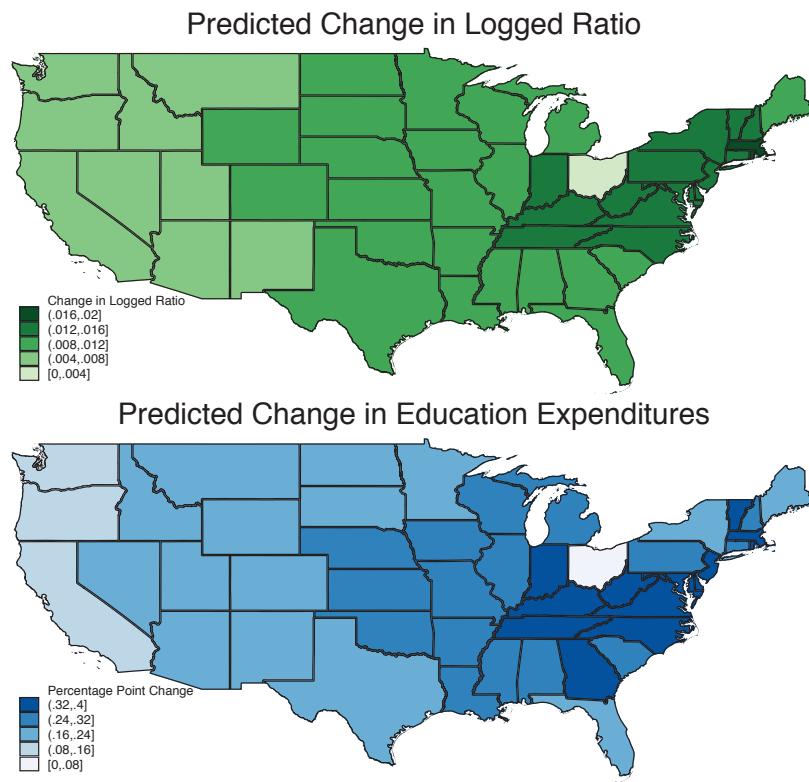 Predicted Change in Logged Ratio
Change in Logged Ratio
(.016,.02]
(.012,.016]
(.008,.012]
(.004,.008]
[0,.004]
Predicted Change in Education Expenditures
Percentage Point Change
(.32,.4]
(.24,.32]
(.16,.24]
(.08,.16]
[0,.08]